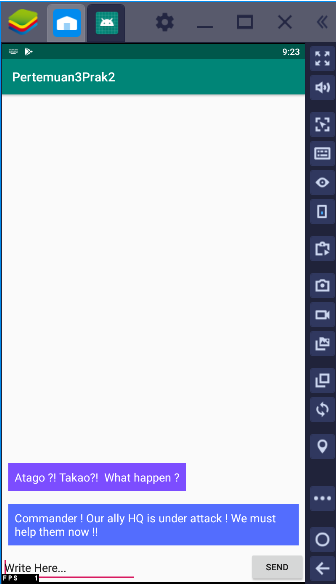 9:23
Pertemuan3Prak2
Atago ?! Takao?!  What happen ?
Commander ! Our ally HQ is under attack ! We must
help them now !!
Write Here...
SEND
FPS 1